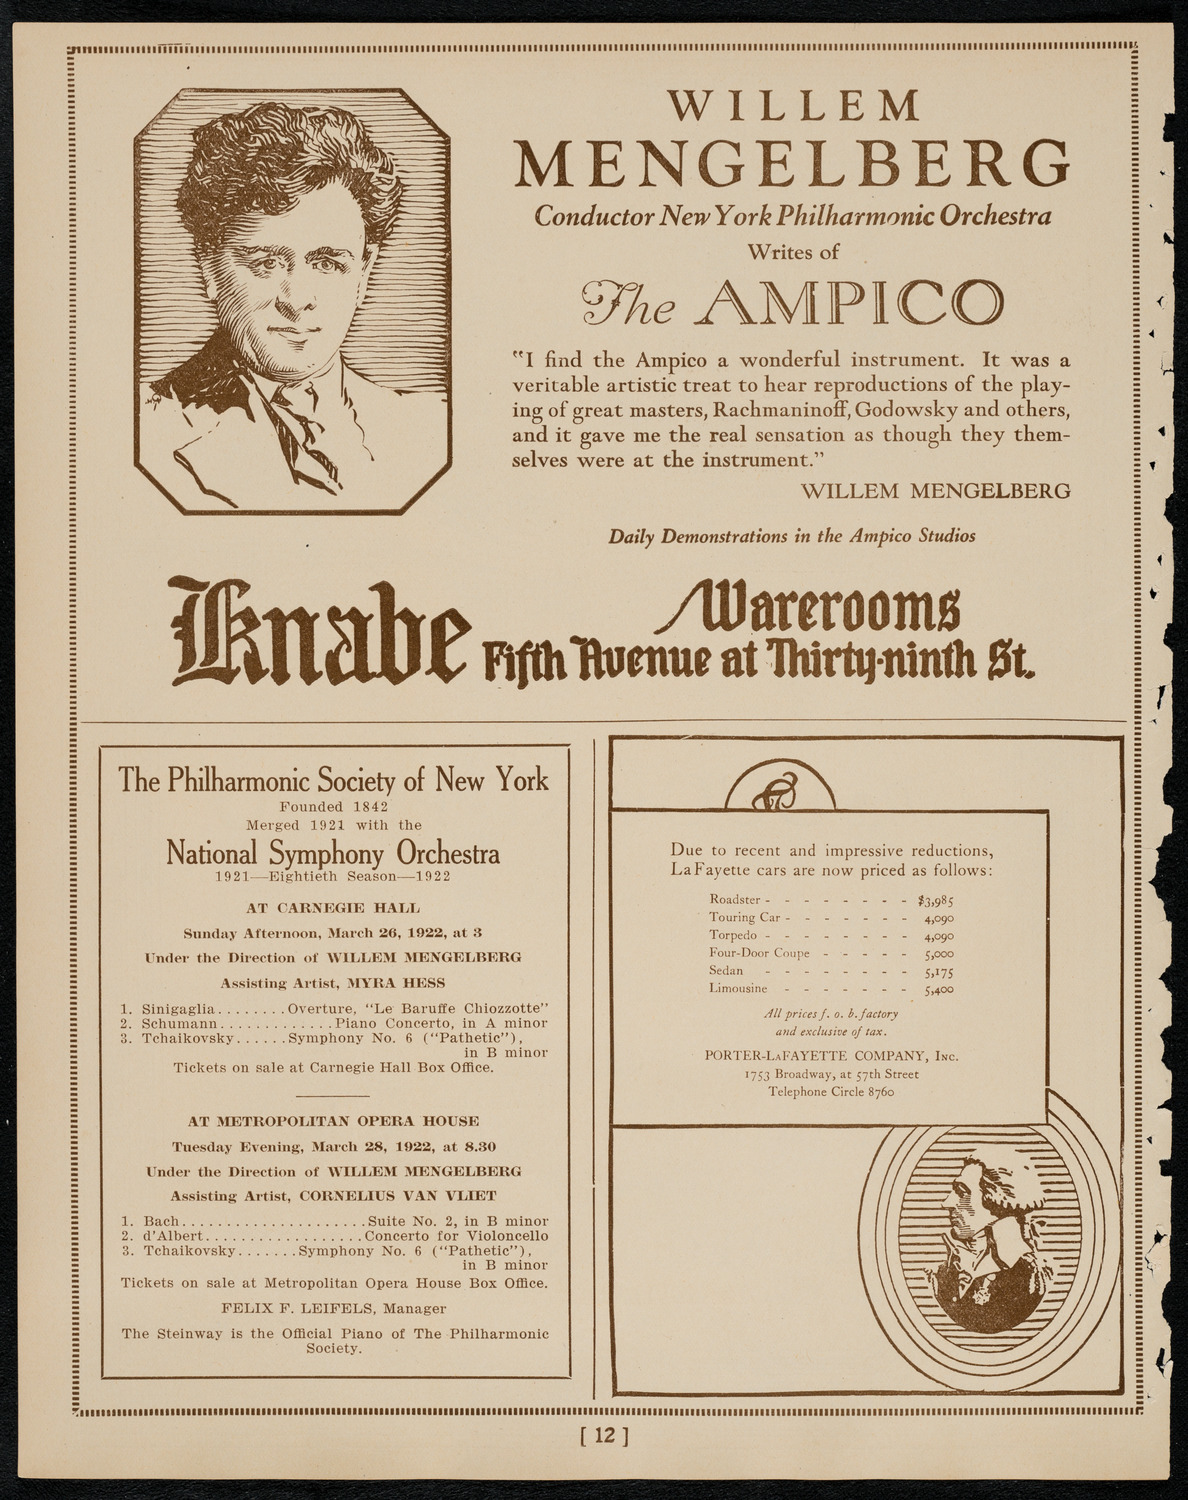 WILLEM
MENGELBERG
Conductor New York Philharmonic Orchestra
Writes of
The AMPICO
"I find the Ampico a wonderful instrument. It was a
veritable artistic treat to hear reproductions of the play-
ing of great masters, Rachmaninoff, Godowsky and others,
and it gave me the real sensation as though they them-
selves were at the instrument."
WILLEM MENGELBERG
Daily Demonstrations in the Ampico Studios
Knabe Warerooms
Fifth Avenue at Thirty-ninth St.
The Philharmonic Society of New York
Founded 1842
Merged 1921 with the
National Symphony Orchestra
1921—Eightieth Season—1922
AT CARNEGIE HALL
Sunday Afternoon, March 26, 1922, at 3
Under the Direction of WILLEM MENGELBERG
Assisting Artist, MYRA HESS
1. Sinigaglia........Overture, "Le Baruffe Chiozzotte"
2. Schumann.............Piano Concerto, in A minor
3. Tchaikovsky......Symphony No. 6 ("Pathetic"),
in B minor
Tickets on sale at Carnegie Hall Box Office.
AT METROPOLITAN OPERA HOUSE
Tuesday Evening, March 28, 1922, at 8.30
Under the Direction of WILLEM MENGELBERG
Assisting Artist, CORNELIUS VAN VLIET
1. Bach.....................Suite No. 2, in B minor
2. d'Albert..................Concerto for Violoncello
3. Tchaikovsky.......Symphony No. 6 ("Pathetic"),
in B minor
Tickets on sale at Metropolitan Opera House Box Office.
FELIX F. LEIFELS, Manager
The Steinway is the Official Piano of The Philharmonic
Society.
Due to recent and impressive reductions,
LaFayette cars are now priced as follows:
Roadster - - - - - - - - $3,985
Touring Car - - - - - - - 4,090
Torpedo - - - - - - - - 4,090
Four-Door Coupe - - - - - 5,000
Sedan - - - - - - - - 5,175
Limousine - - - - - - - 5,400
All prices f. o. b. factory
and exclusive of tax.
PORTER-LAFAYETTE COMPANY, Inc.
1753 Broadway, at 57th Street
Telephone Circle 8760
[ 12 ]